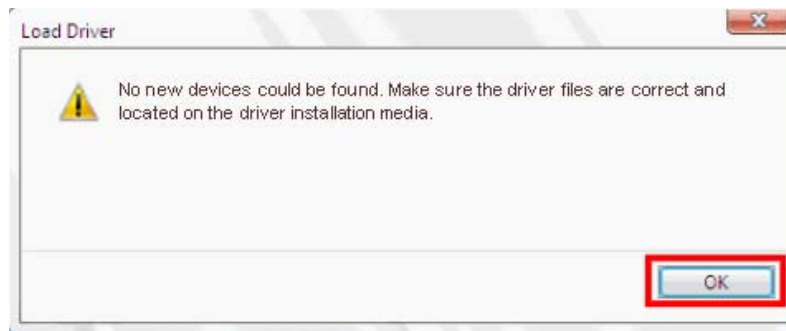 Load Driver
No new devices could be found. Make sure the driver files are correct and
located on the driver installation media.
OK